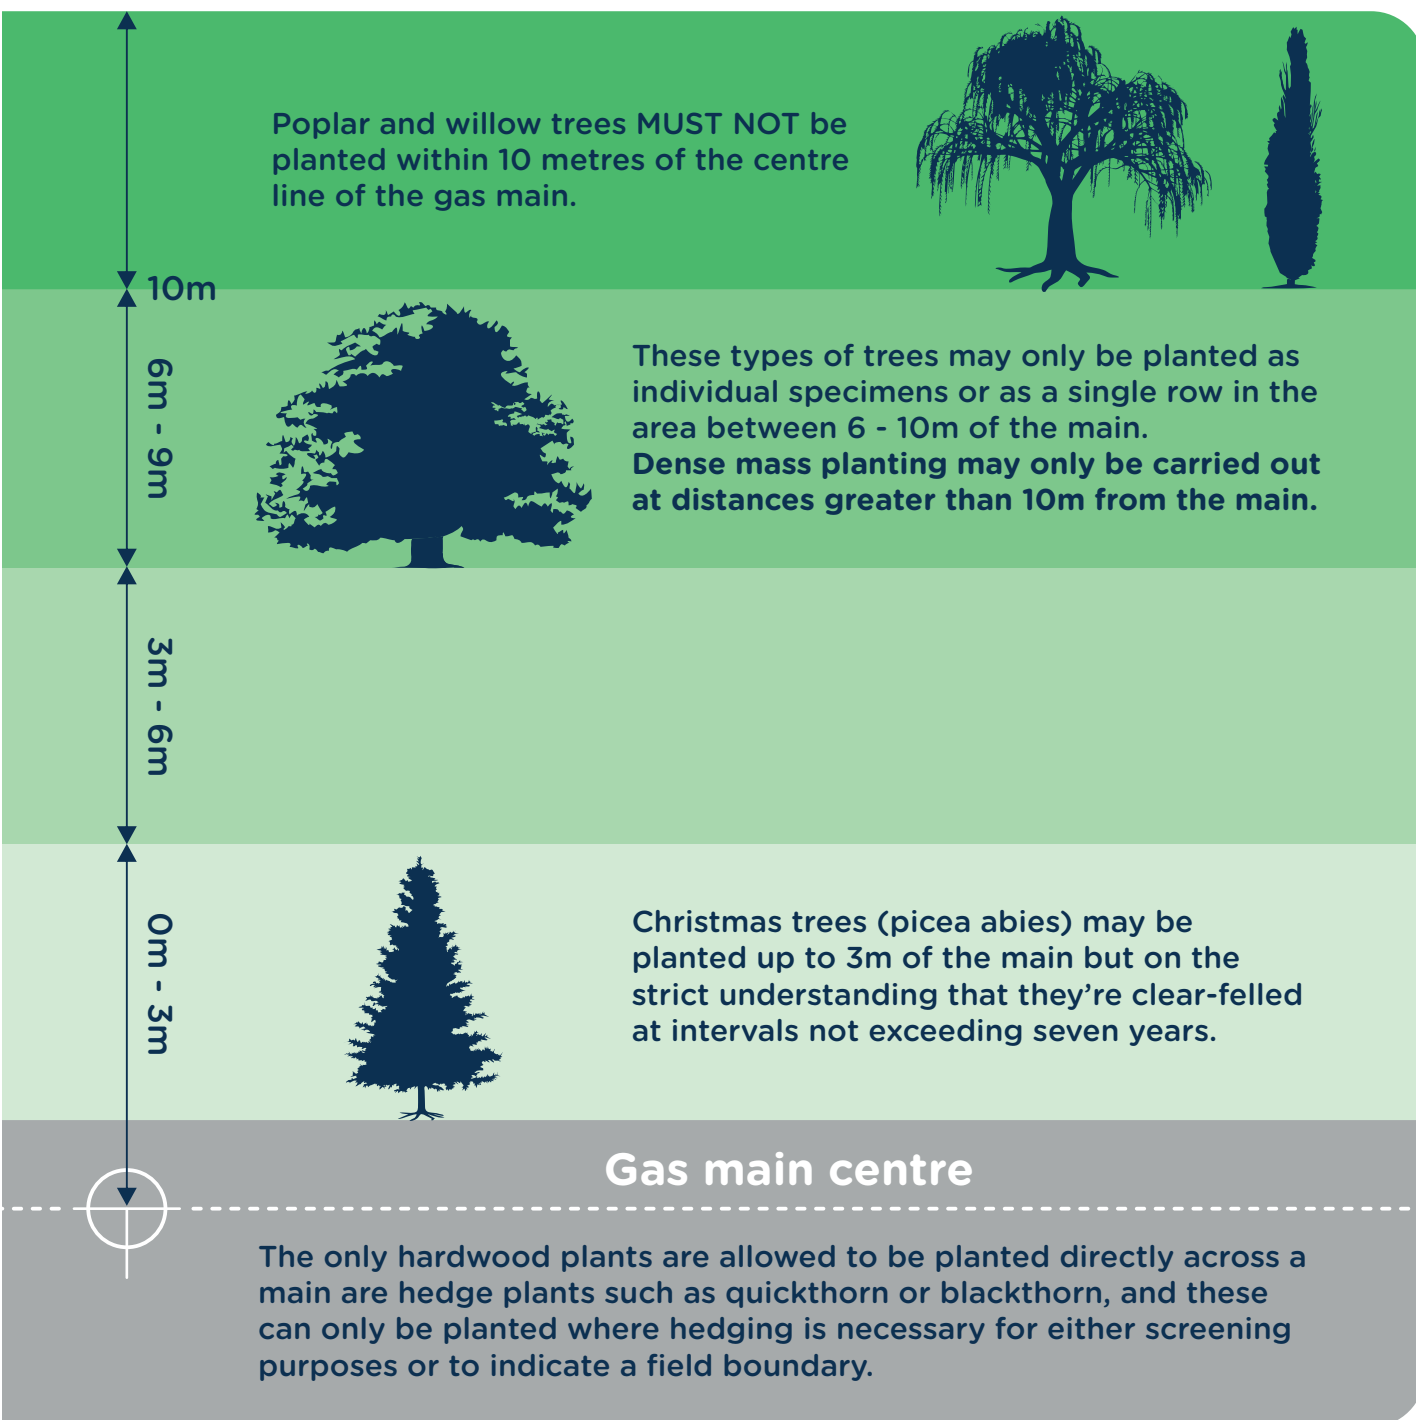 Poplar and willow trees MUST NOT be
planted within 10 metres of the centre
line of the gas main.
10m
6m - 9m
These types of trees may only be planted as
individual specimens or as a single row in the
area between 6 - 10m of the main.
Dense mass planting may only be carried out
at distances greater than 10m from the main.
3m - 6m
0m - 3m
Christmas trees (picea abies) may be
planted up to 3m of the main but on the
strict understanding that they’re clear-felled
at intervals not exceeding seven years.
Gas main centre
The only hardwood plants are allowed to be planted directly across a
main are hedge plants such as quickthorn or blackthorn, and these
can only be planted where hedging is necessary for either screening
purposes or to indicate a field boundary.